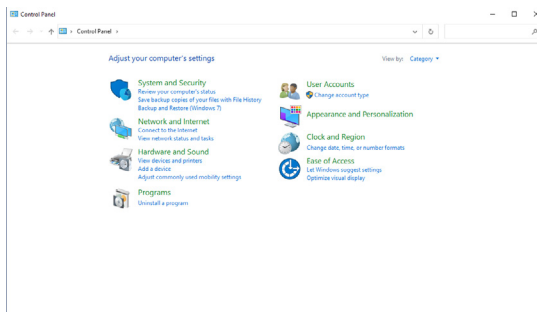 Control Panel
Control Panel
Adjust your computer's settings
View by: Category
System and Security
Review your computer's status
Save backup copies of your files with File History
Backup and Restore (Windows 7)
Network and Internet
Connect to the Internet
View network status and tasks
Hardware and Sound
View devices and printers
Add a device
Adjust commonly used mobility settings
Programs
Uninstall a program
User Accounts
Change account type
Appearance and Personalization
Clock and Region
Change date, time, or number formats
Ease of Access
Let Windows suggest settings
Optimize visual display